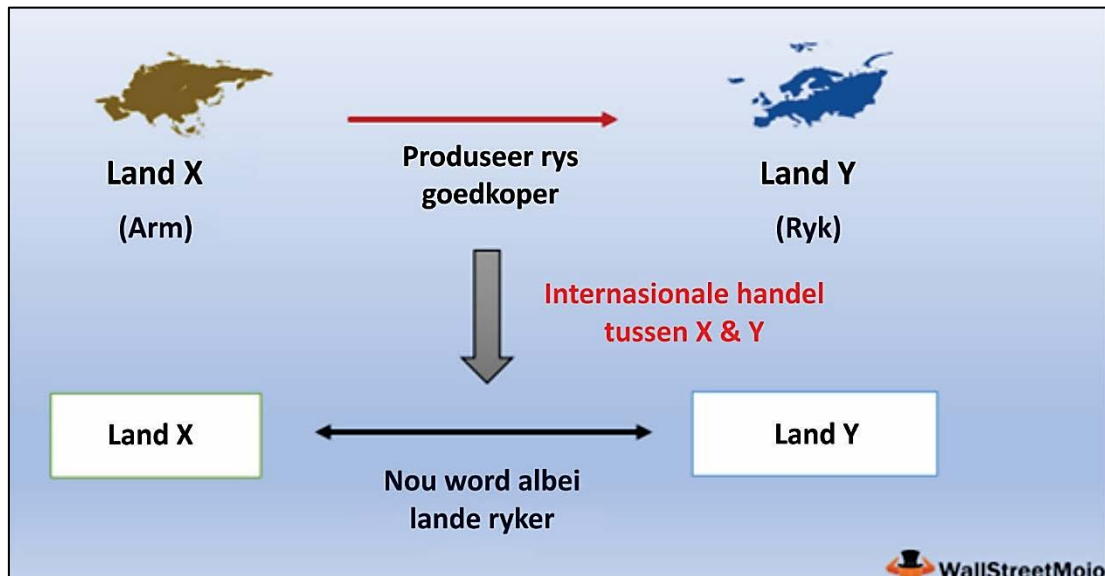 Land X
(Arm)
Produseer rys
goedkoper
Land Y
(Ryk)
Internasionale handel
tussen X & Y
Land X
Land Y
Nou word albei
lande ryker
WallStreetMojo